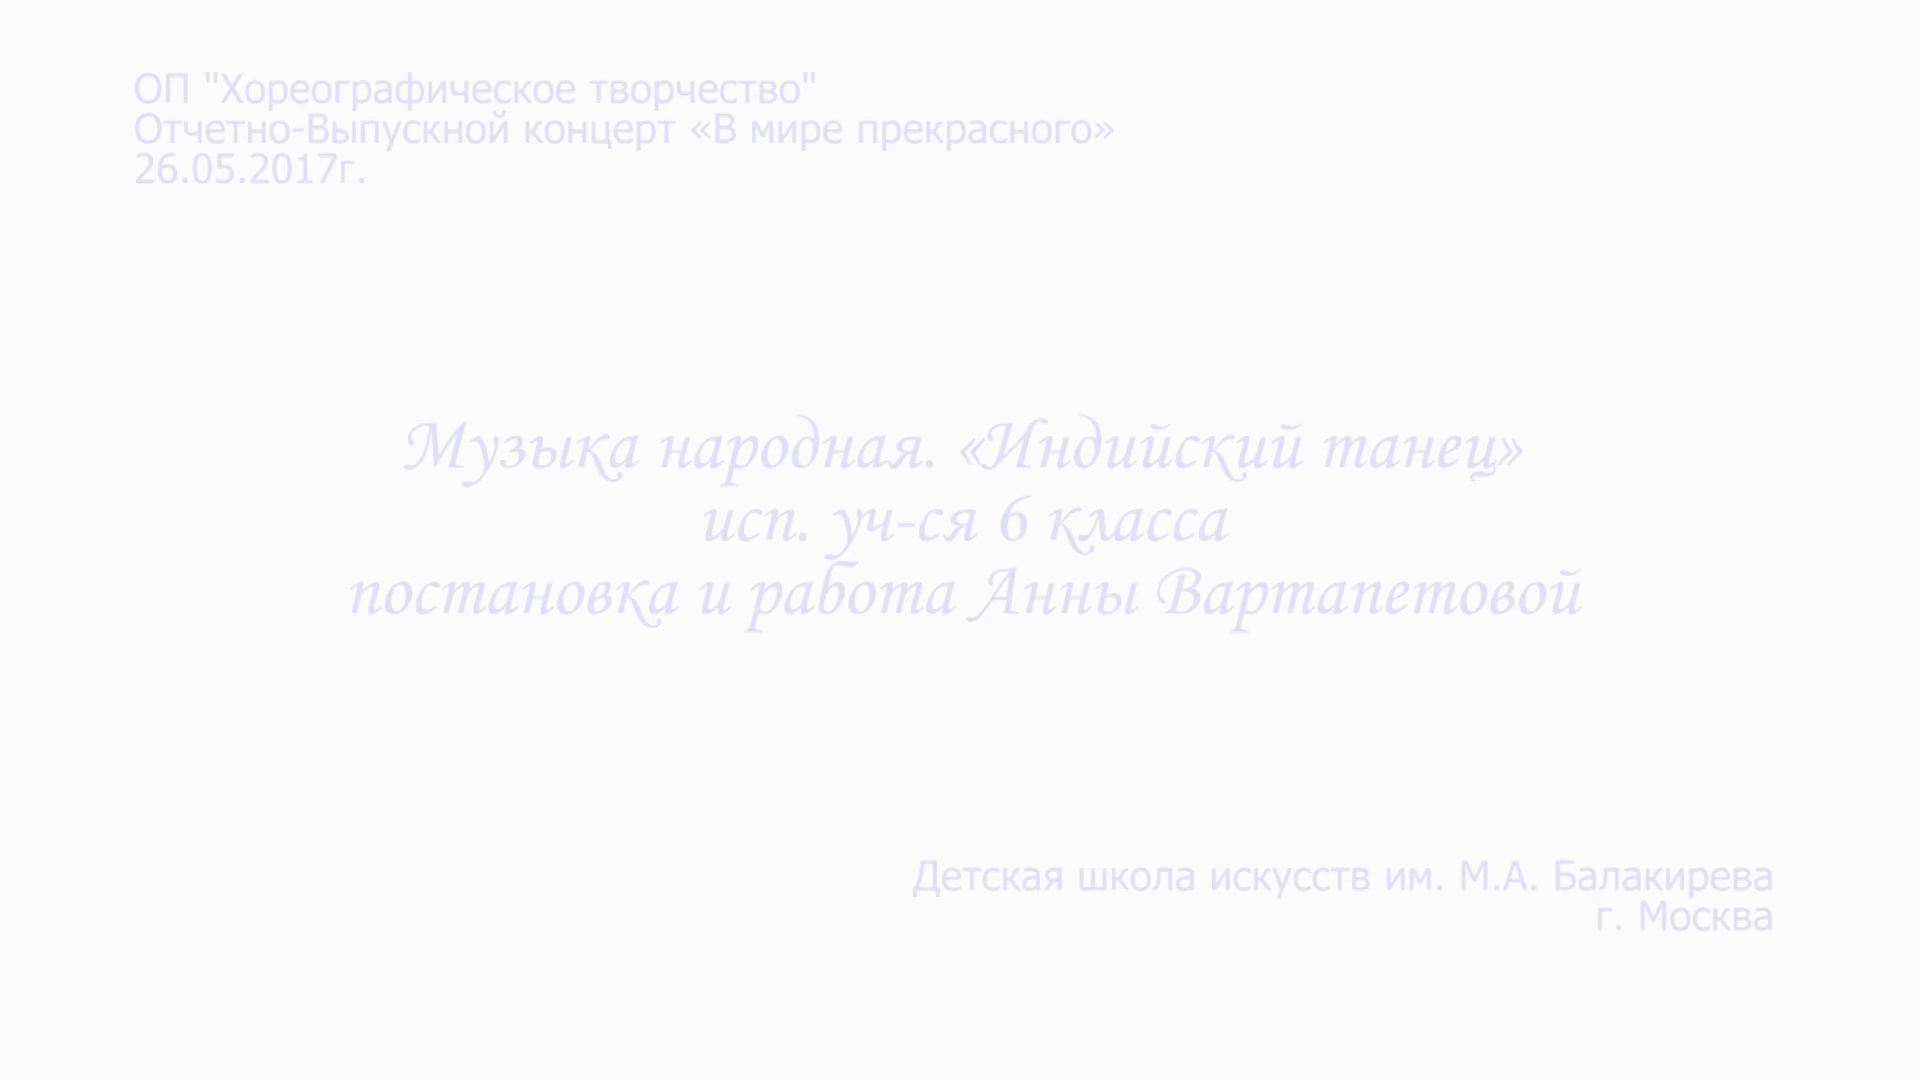 ОП "Хореографическое творчество"
Отчетно-Выпускной концерт «В мире прекрасного»
26.05.2017г.
Музыка народная. «Индийский танец»
исп. уч-ся 6 класса
постановка и работа Анны Вартапетовой
Детская школа искусств им. М.А. Балакирева
г. Москва